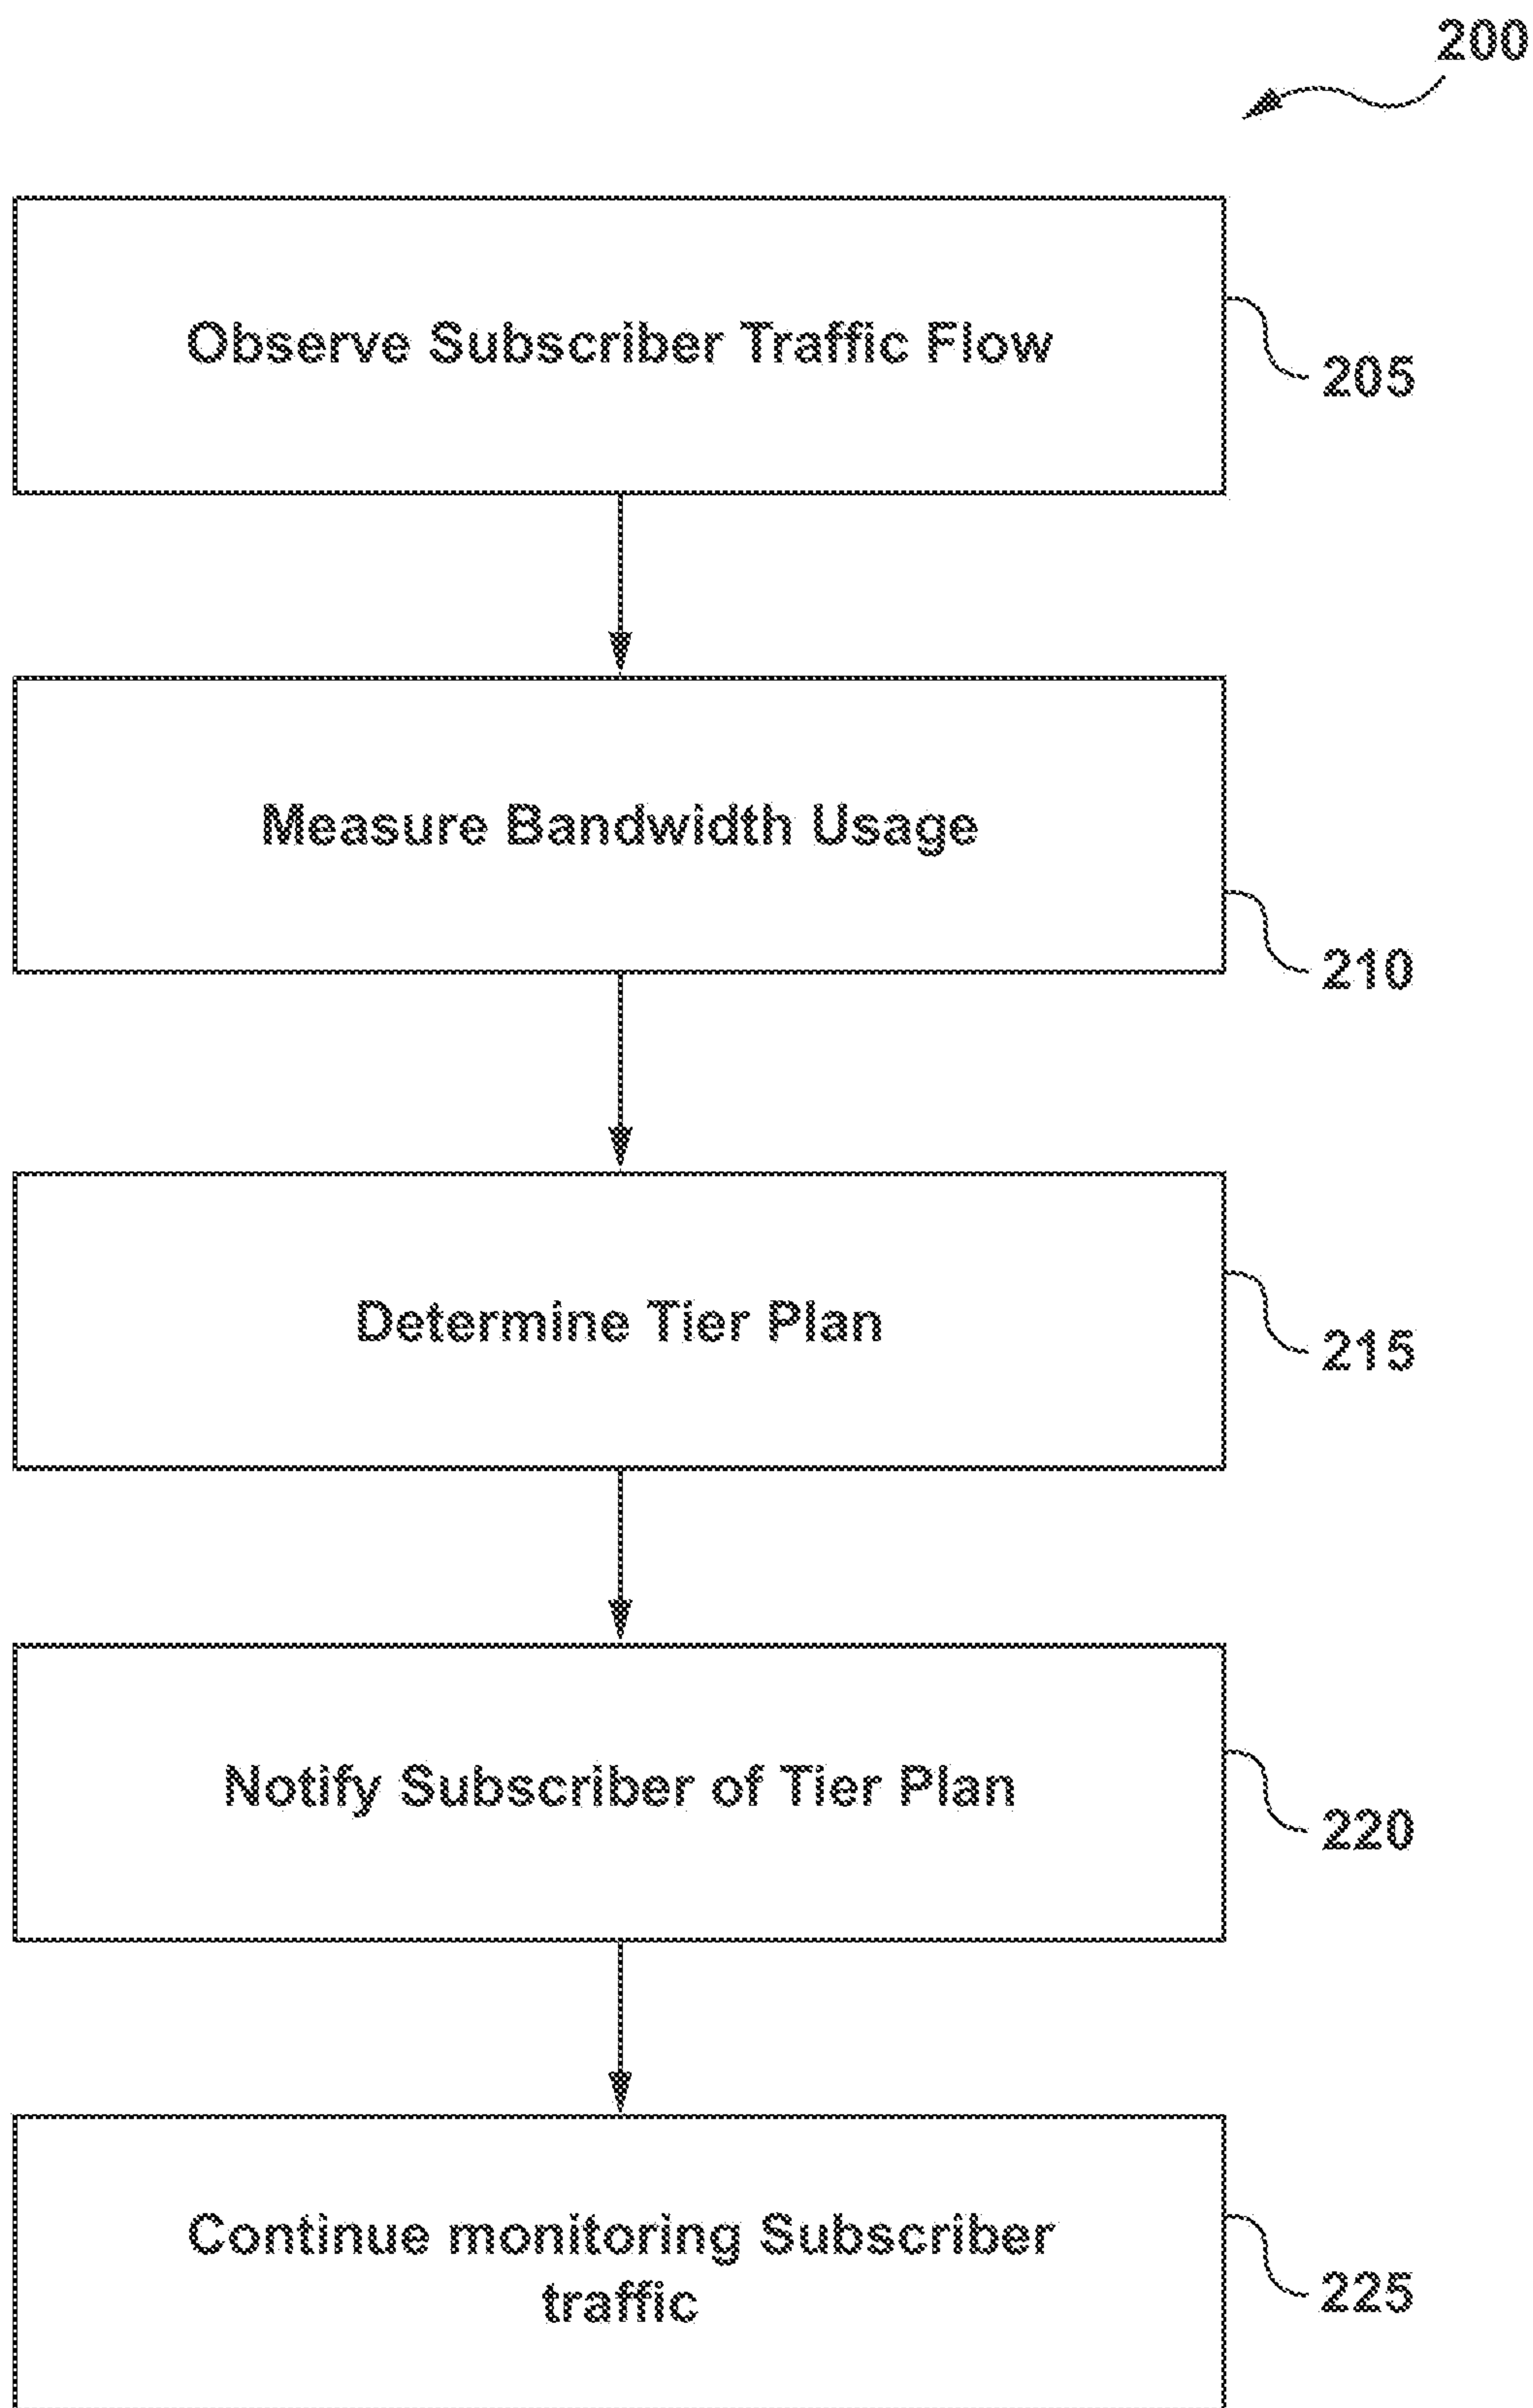 200
Observe Subscriber Traffic Flow
205
Measure Bandwidth Usage
210
Determine Tier Plan
215
Notify Subscriber of Tier Plan
220
Continue monitoring Subscriber
traffic
225